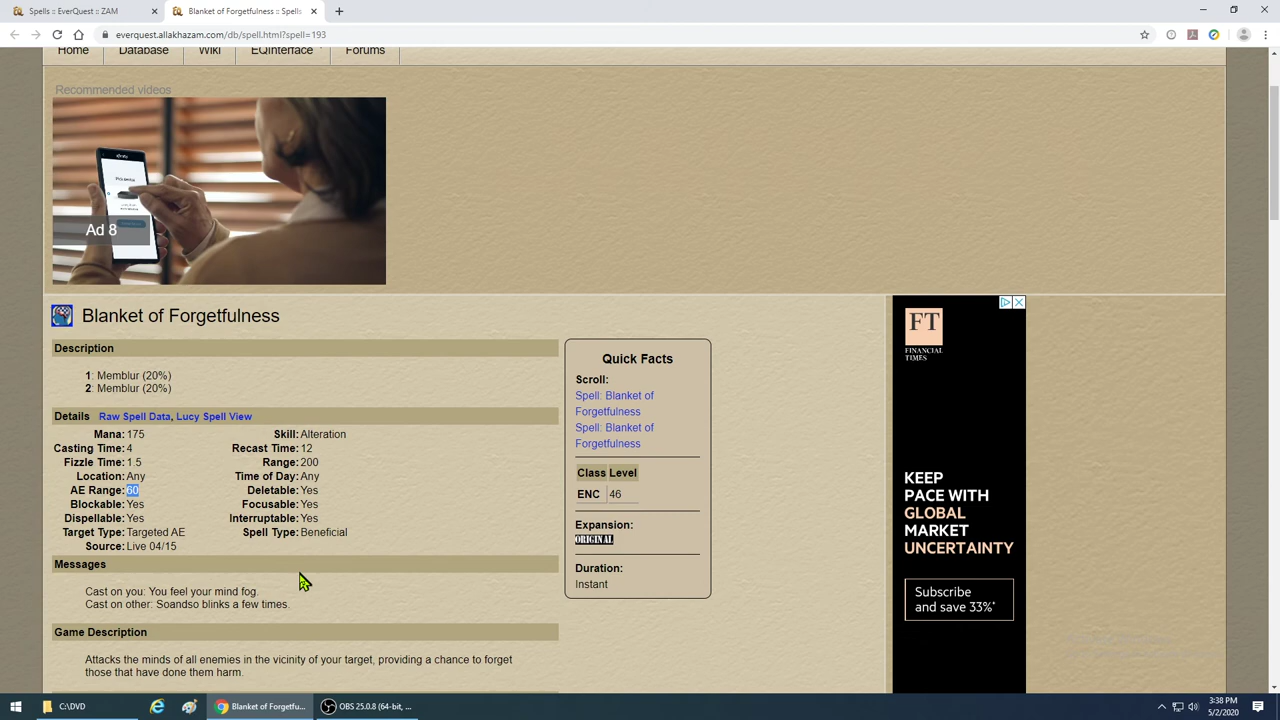 Spells :: EverQuest :: ZAM
Blanket of Forgetfulness :: Spells
everquest.allakhazam.com/db/spell.html?spell=193
Home Database Wiki EQInterface Forums
Recommended videos
Ad 8
Blanket of Forgetfulness
Description
1: Memblur (20%)
2: Memblur (20%)
Details Raw Spell Data, Lucy Spell View
Mana: 175 Skill: Alteration
Casting Time: 4 Recast Time: 12
Fizzle Time: 1.5 Range: 200
Location: Any Time of Day: Any
AE Range: 60 Deletable: Yes
Blockable: Yes Focusable: Yes
Dispellable: Yes Interruptable: Yes
Target Type: Targeted AE Spell Type: Beneficial
Source: Live 04/15
Messages
Cast on you: You feel your mind fog.
Cast on other: Soandso blinks a few times.
Game Description
Attacks the minds of all enemies in the vicinity of your target, providing a chance to forget
those that have done them harm.
Quick Facts
Scroll:
Spell: Blanket of
Forgetfulness
Spell: Blanket of
Forgetfulness
Class Level
ENC 46
Expansion:
ORIGINAL
Duration:
Instant
FT
FINANCIAL
TIMES
KEEP
PACE WITH
GLOBAL
MARKET
UNCERTAINTY
Subscribe
and save 33%*
C:\DVD
Blanket of Forgetfu...
OBS 25.0.8 (64-bit, ...
3:38 PM
5/2/2020